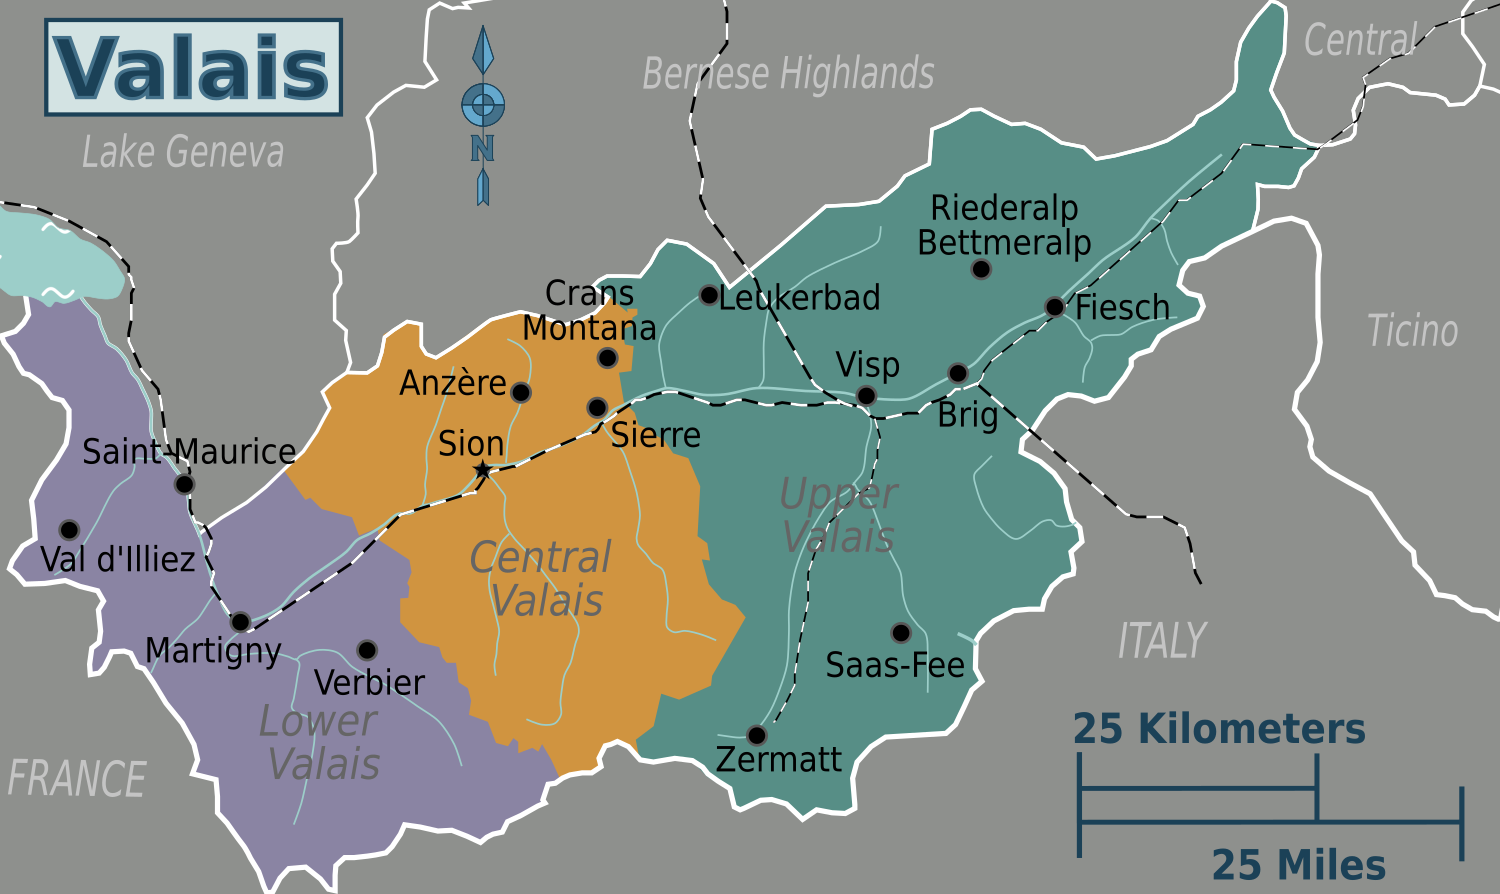 Valais
Central
Bernese Highlands
Lake Geneva
N
Riederalp
Bettmeralp
Crans
Montana
Leukerbad
Fiesch
Ticino
Visp
Anzère
Brig
Sierre
Sion
Saint-Maurice
Upper
Valais
Val d'Illiez
Central
Valais
ITALY
Martigny
Saas-Fee
Verbier
Lower
Valais
Zermatt
FRANCE
25 Kilometers
25 Miles